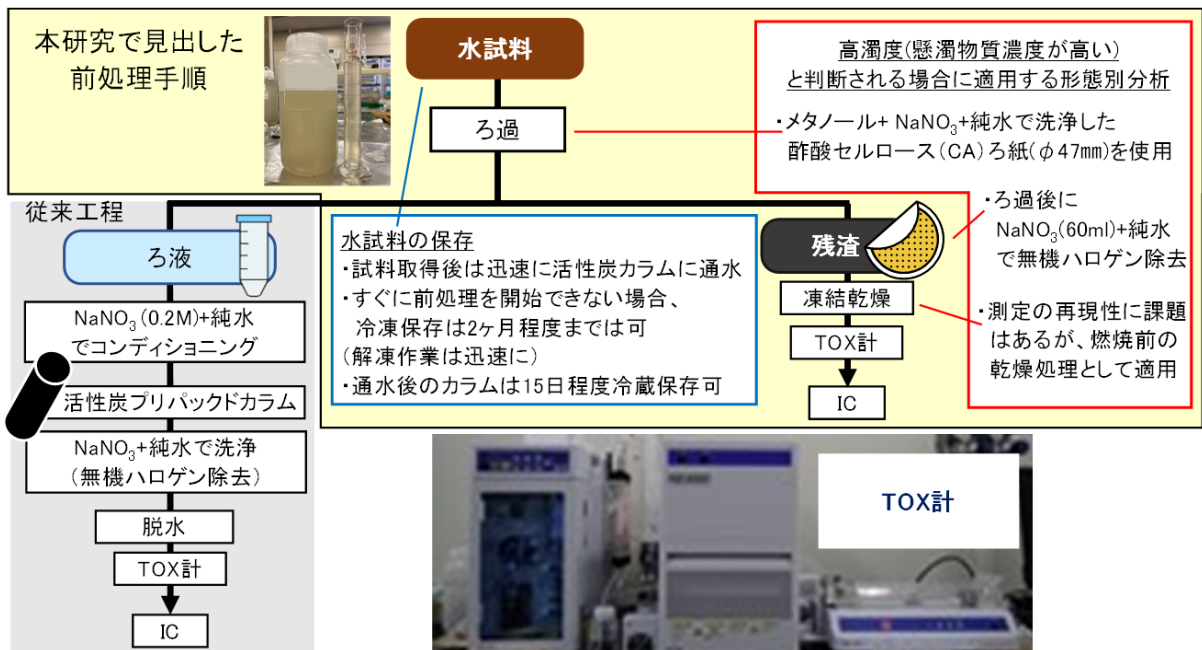 本研究で見出した
前処理手順
水試料
ろ過
高濁度(懸濁物質濃度が高い)
と判断される場合に適用する形態別分析
・メタノール+ NaNO₃+純水で洗浄した
酢酸セルロース(CA)ろ紙(φ47㎜)を使用
・ろ過後に
NaNO₃(60ml)+純水
で無機ハロゲン除去
・測定の再現性に課題
はあるが、燃焼前の
乾燥処理として適用
従来工程
ろ液
NaNO₃(0.2M)+純水
でコンディショニング
活性炭プリパックドカラム
NaNO₃+純水で洗浄
(無機ハロゲン除去)
脱水
TOX計
IC
水試料の保存
・試料取得後は迅速に活性炭カラムに通水
・すぐに前処理を開始できない場合、
冷凍保存は2ヶ月程度までは可
(解凍作業は迅速に)
・通水後のカラムは15日程度冷蔵保存可
残渣
凍結乾燥
TOX計
IC
TOX計